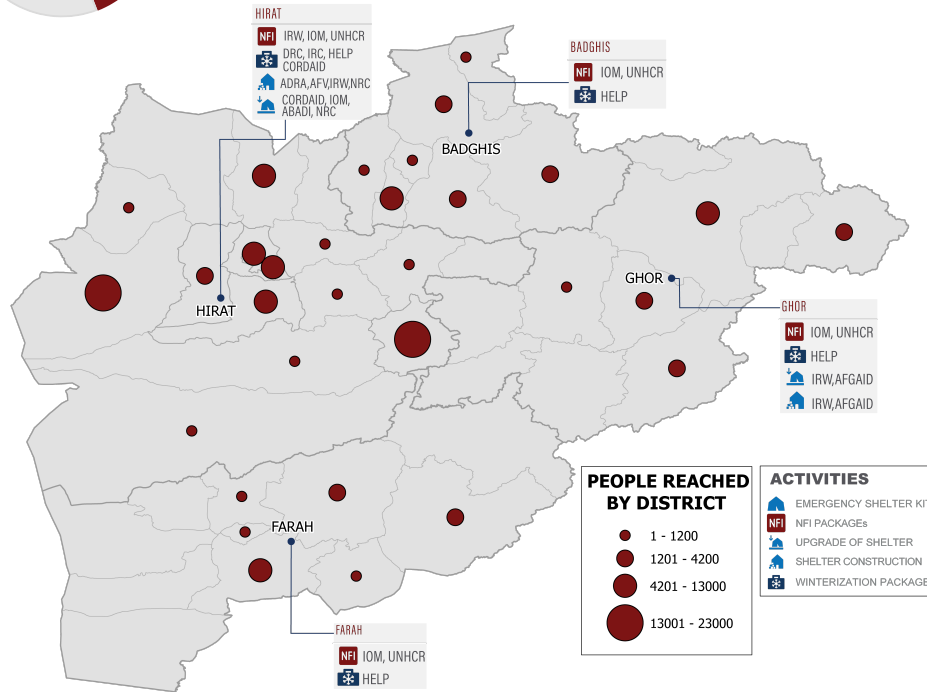 HIRAT
NFI IRW, IOM, UNHCR
DRC, IRC, HELP
CORDAID
ADRA,AFV,IRW,NRC
CORDAID, IOM,
ABADI, NRC
BADGHIS
NFI IOM, UNHCR
HELP
BADGHIS
GHOR
HIRAT
GHOR
NFI IOM, UNHCR
HELP
IRW,AFGAID
IRW,AFGAID
FARAH
FARAH
NFI IOM, UNHCR
HELP
PEOPLE REACHED
BY DISTRICT
1 - 1200
1201 - 4200
4201 - 13000
13001 - 23000
ACTIVITIES
EMERGENCY SHELTER KI
NFI NFI PACKAGEs
UPGRADE OF SHELTER
SHELTER CONSTRUCTION
WINTERIZATION PACKAGE